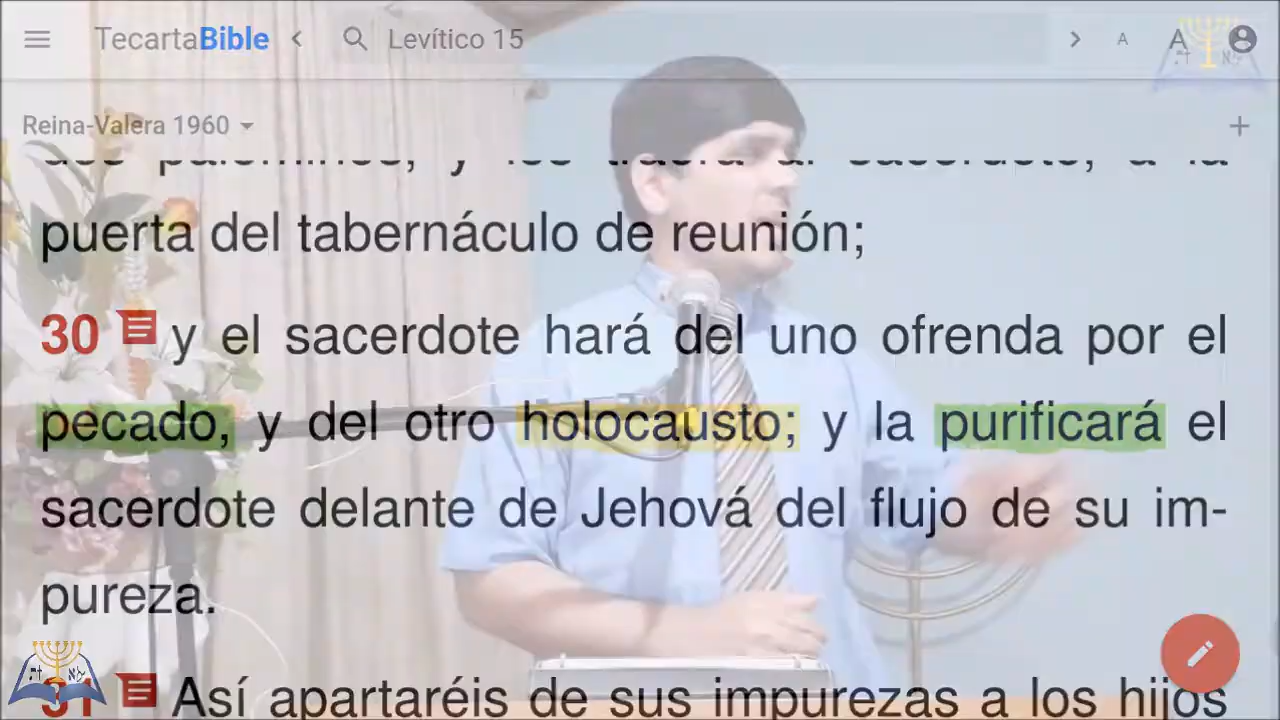 TecartaBible
Levítico 15
A A
Reina-Valera 1960
puerta del tabernáculo de reunión;
30 y el sacerdote hará del uno ofrenda por el
pecado, y del otro holocausto; y la purificará el
sacerdote delante de Jehová del flujo de su im-
pureza.
31 Así apartaréis de sus impurezas a los hijos